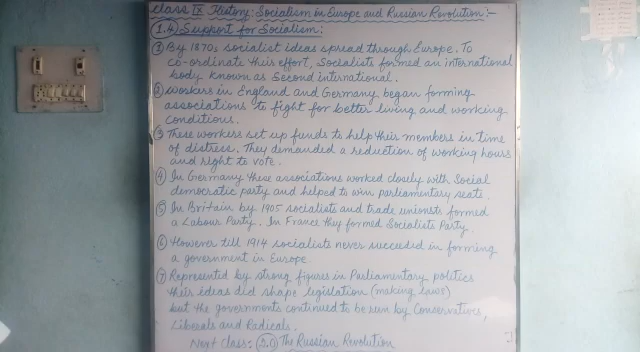 Class IX History: Socialism in Europe and Russian Revolution:-
1.4 Support for Socialism:
① By 1870s socialist ideas spread through Europe. To
co-ordinate their effort, Socialists formed an international
body known as Second international.
② Workers in England and Germany began forming
associations to fight for better living and working
conditions.
③ These workers set up funds to help their members in time
of distress. They demanded a reduction of working hours
and right to vote.
④ In Germany these associations worked closely with Social
democratic party and helped to win parliamentary seats.
⑤ In Britain by 1905 socialists and trade unionists formed
a Labour Party. In France they formed Socialists Party.
⑥ However till 1914 socialists never succeeded in forming
a government in Europe
⑦ Represented by strong figures in Parliamentary politics
their ideas did shape legislation (making laws)
but the governments continued to be run by Conservatives,
Liberals and Radicals.
Next Class: 2.0 The Russian Revolution